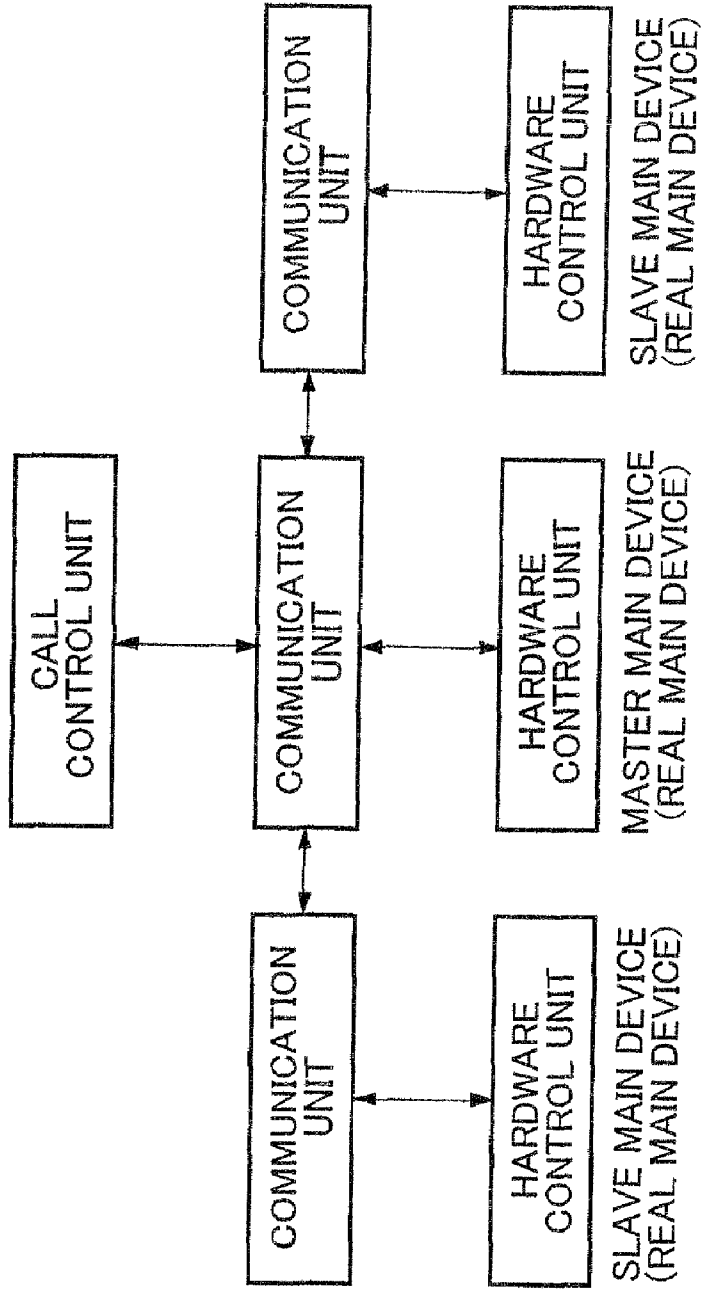 CALL
CONTROL UNIT
COMMUNICATION
UNIT
COMMUNICATION
UNIT
COMMUNICATION
UNIT
HARDWARE
CONTROL UNIT
HARDWARE
CONTROL UNIT
HARDWARE
CONTROL UNIT
SLAVE MAIN DEVICE
(REAL MAIN DEVICE)
MASTER MAIN DEVICE
(REAL MAIN DEVICE)
SLAVE MAIN DEVICE
(REAL MAIN DEVICE)